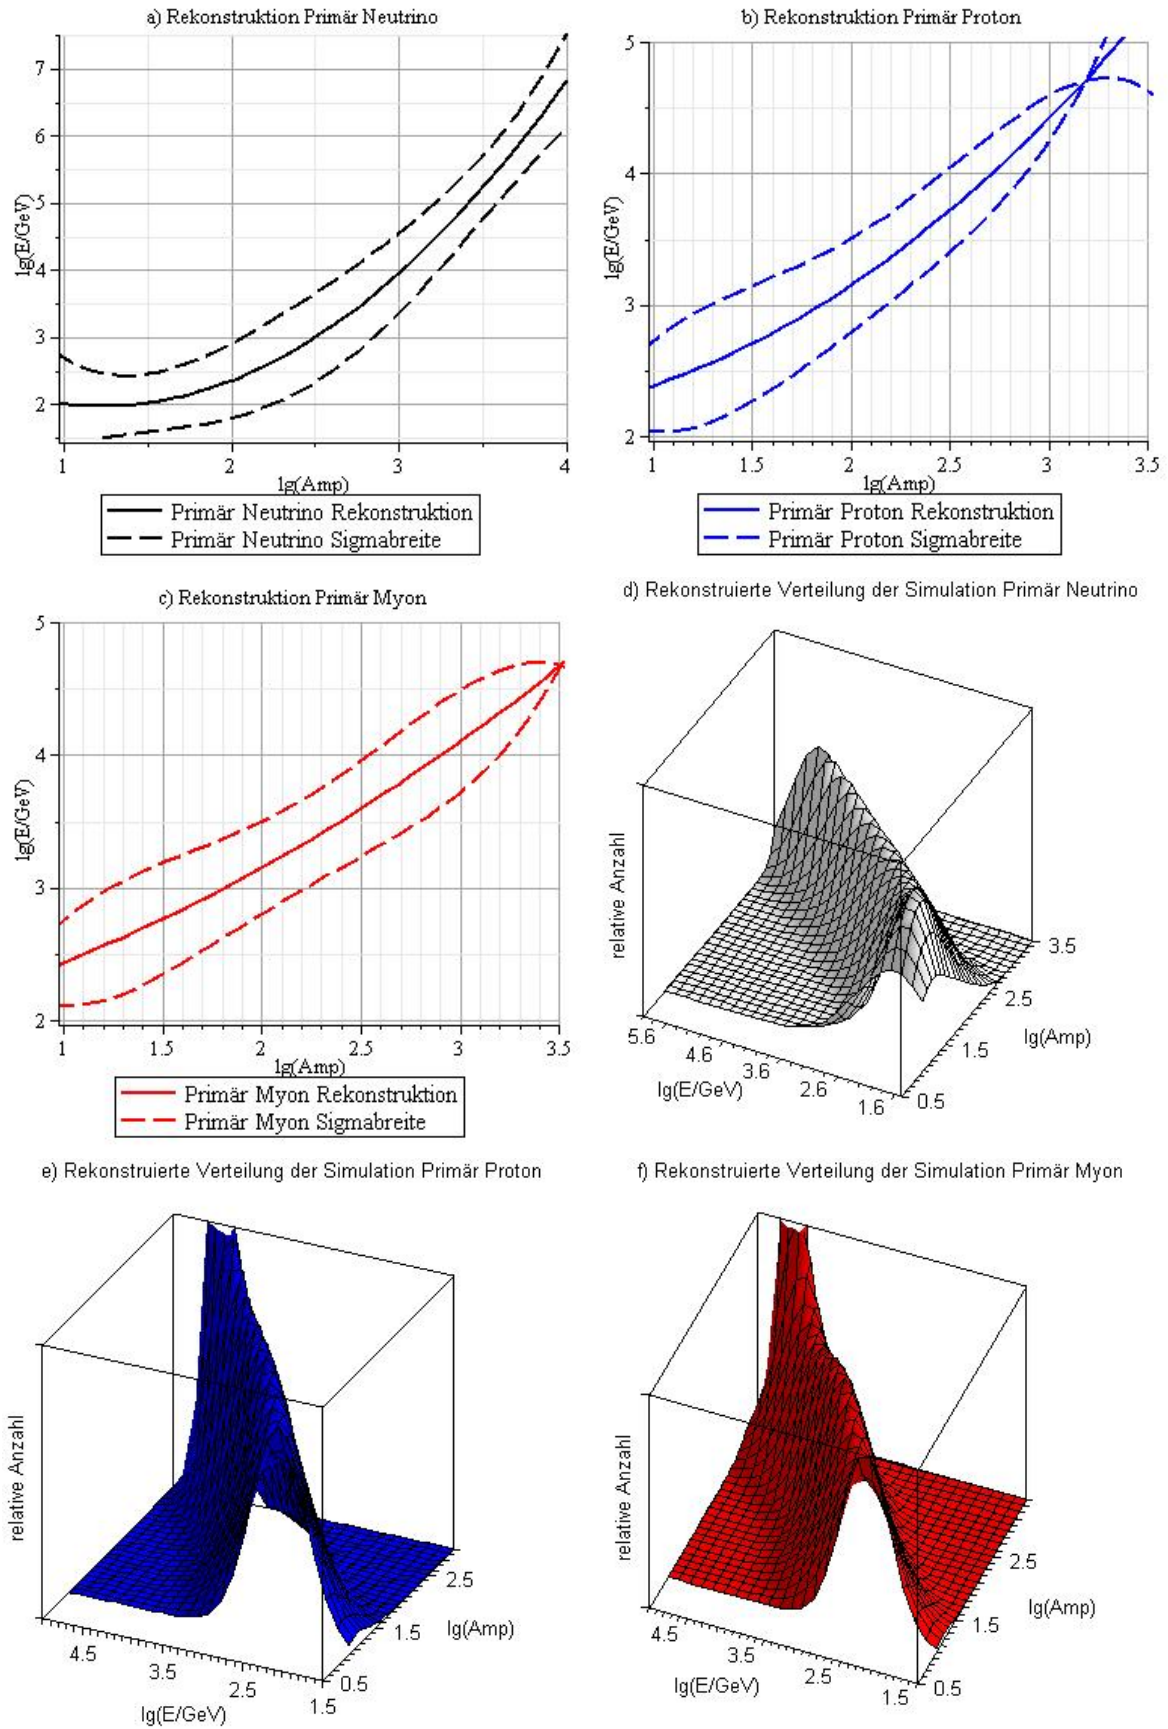 a) Rekonstruktion Primär Neutrino
7
6
5
4
3
2
lg(E/GeV)
1
2
3
4
lg(Amp)
Primär Neutrino Rekonstruktion
Primär Neutrino Sigmabreite
b) Rekonstruktion Primär Proton
5
4
3
2
lg(E/GeV)
1
1.5
2
2.5
3
3.5
lg(Amp)
Primär Proton Rekonstruktion
Primär Proton Sigmabreite
c) Rekonstruktion Primär Myon
5
4
3
2
lg(E/GeV)
1
1.5
2
2.5
3
3.5
lg(Amp)
Primär Myon Rekonstruktion
Primär Myon Sigmabreite
d) Rekonstruierte Verteilung der Simulation Primär Neutrino
relative Anzahl
5.6
4.6
3.6
2.6
1.6
lg(E/GeV)
0.5
1.5
2.5
3.5
lg(Amp)
e) Rekonstruierte Verteilung der Simulation Primär Proton
relative Anzahl
4.5
3.5
2.5
1.5
lg(E/GeV)
0.5
1.5
2.5
lg(Amp)
f) Rekonstruierte Verteilung der Simulation Primär Myon
relative Anzahl
4.5
3.5
2.5
1.5
lg(E/GeV)
0.5
1.5
2.5
lg(Amp)